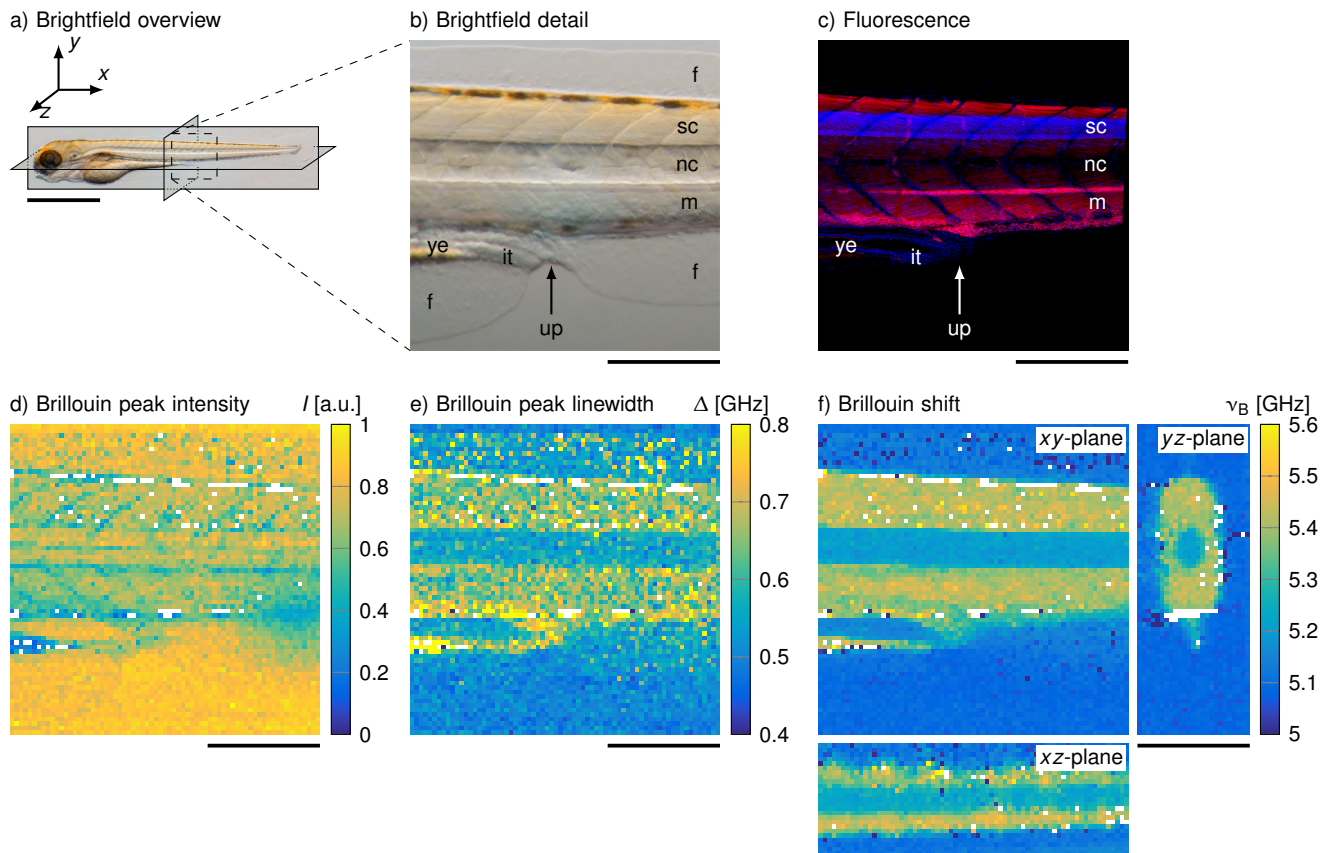 a) Brightfield overview
y
x
z
b) Brightfield detail
f
sc
nc
m
ye
it
f
f
up
c) Fluorescence
sc
nc
m
ye
it
up
d) Brillouin peak intensity I [a.u.]
1
0.8
0.6
0.4
0.2
0
e) Brillouin peak linewidth Δ [GHz]
0.8
0.7
0.6
0.5
0.4
f) Brillouin shift νB [GHz]
xy-plane
yz-plane
5.6
5.5
5.4
5.3
5.2
5.1
5
xz-plane